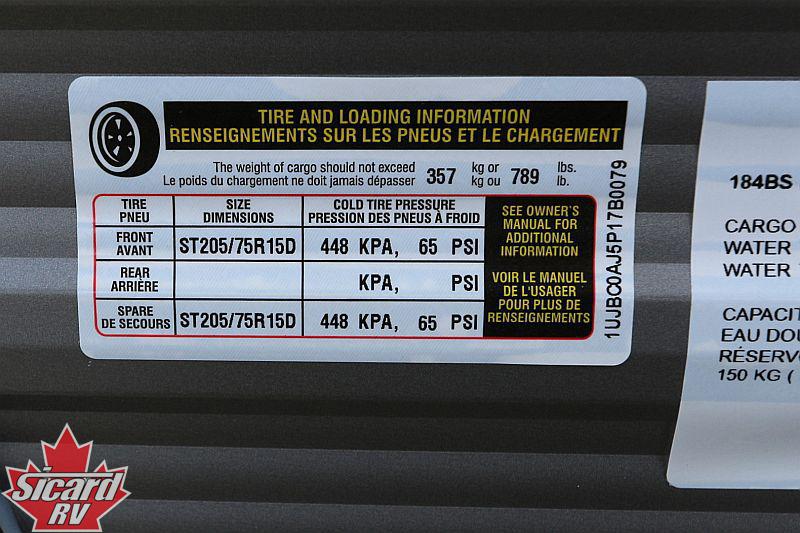 TIRE AND LOADING INFORMATION
RENSEIGNEMENTS SUR LES PNEUS ET LE CHARGEMENT
The weight of cargo should not exceed 357 kg or 789 lbs.
Le poids du chargement ne doit jamais dépasser kg ou lb.
TIRE SIZE COLD TIRE PRESSURE
PNEU DIMENSIONS PRESSION DES PNEUS À FROID
FRONT
AVANT ST205/75R15D 448 KPA, 65 PSI
REAR
ARRIÈRE KPA, PSI
SPARE
DE SECOURS ST205/75R15D 448 KPA, 65 PSI
SEE OWNER'S
MANUAL FOR
ADDITIONAL
INFORMATION
VOIR LE MANUEL
DE L'USAGER
POUR PLUS DE
RENSEIGNEMENTS
1UJBC0AJ5P17B0079
184BS
CARGO
WATER
WATER
EAU
150 KG (
Sicard
RV